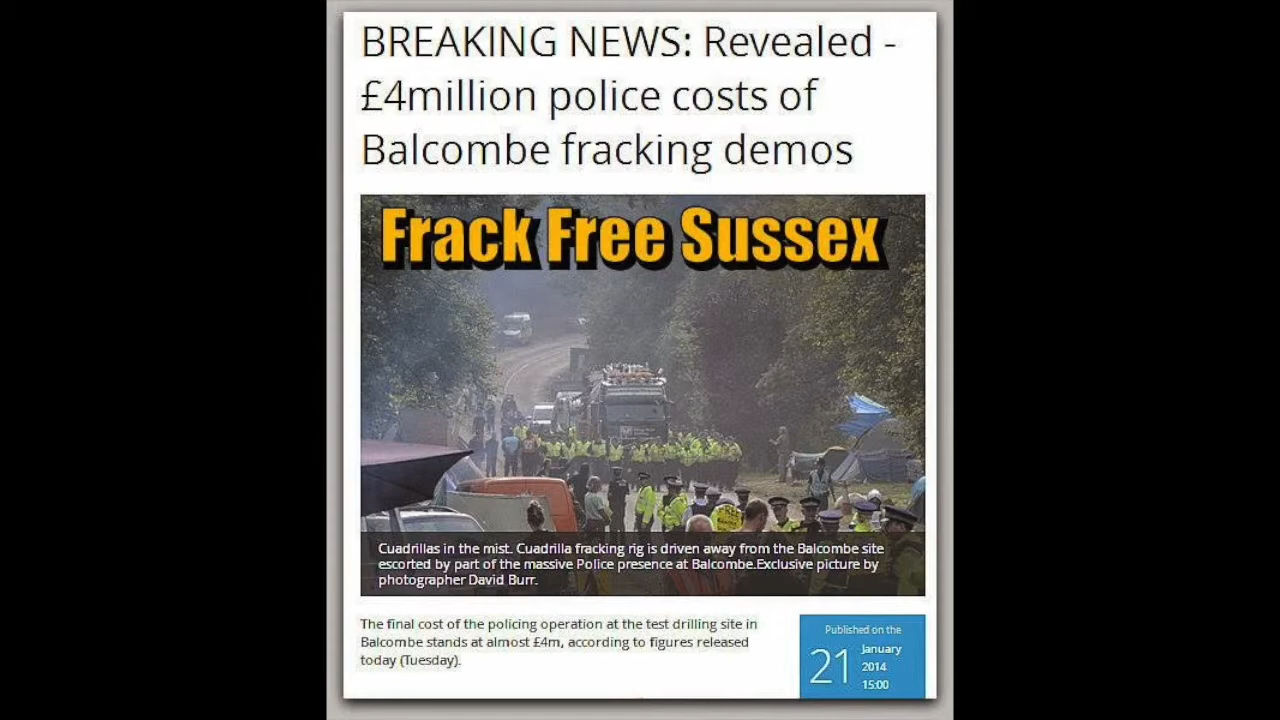 BREAKING NEWS: Revealed -
£4million police costs of
Balcombe fracking demos
Frack Free Sussex
Cuadrillas in the mist. Cuadrilla fracking rig is driven away from the Balcombe site
escorted by part of the massive Police presence at Balcombe.Exclusive picture by
photographer David Burr.
The final cost of the policing operation at the test drilling site in
Balcombe stands at almost £4m, according to figures released
today (Tuesday).
Published on the
21
January
2014
15:00